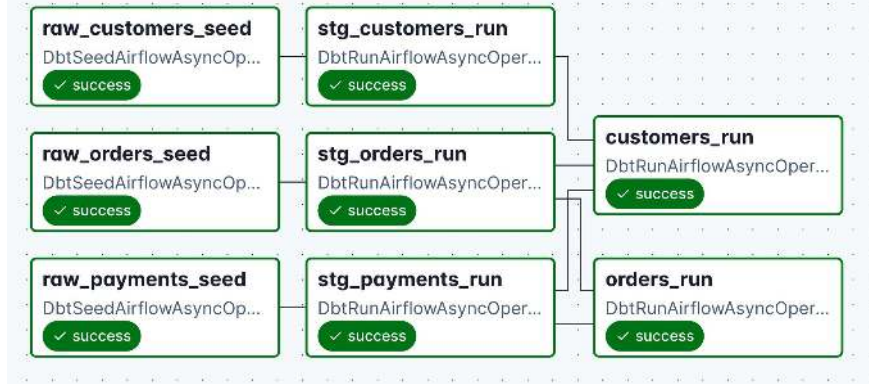 raw_customers_seed
DbtSeedAirflowAsyncOp...
✓ success
stg_customers_run
DbtRunAirflowAsyncOper...
✓ success
raw_orders_seed
DbtSeedAirflowAsyncOp...
✓ success
stg_orders_run
DbtRunAirflowAsyncOper...
✓ success
customers_run
DbtRunAirflowAsyncOper...
✓ success
raw_payments_seed
DbtSeedAirflowAsyncOp...
✓ success
stg_payments_run
DbtRunAirflowAsyncOper...
✓ success
orders_run
DbtRunAirflowAsyncOper...
✓ success